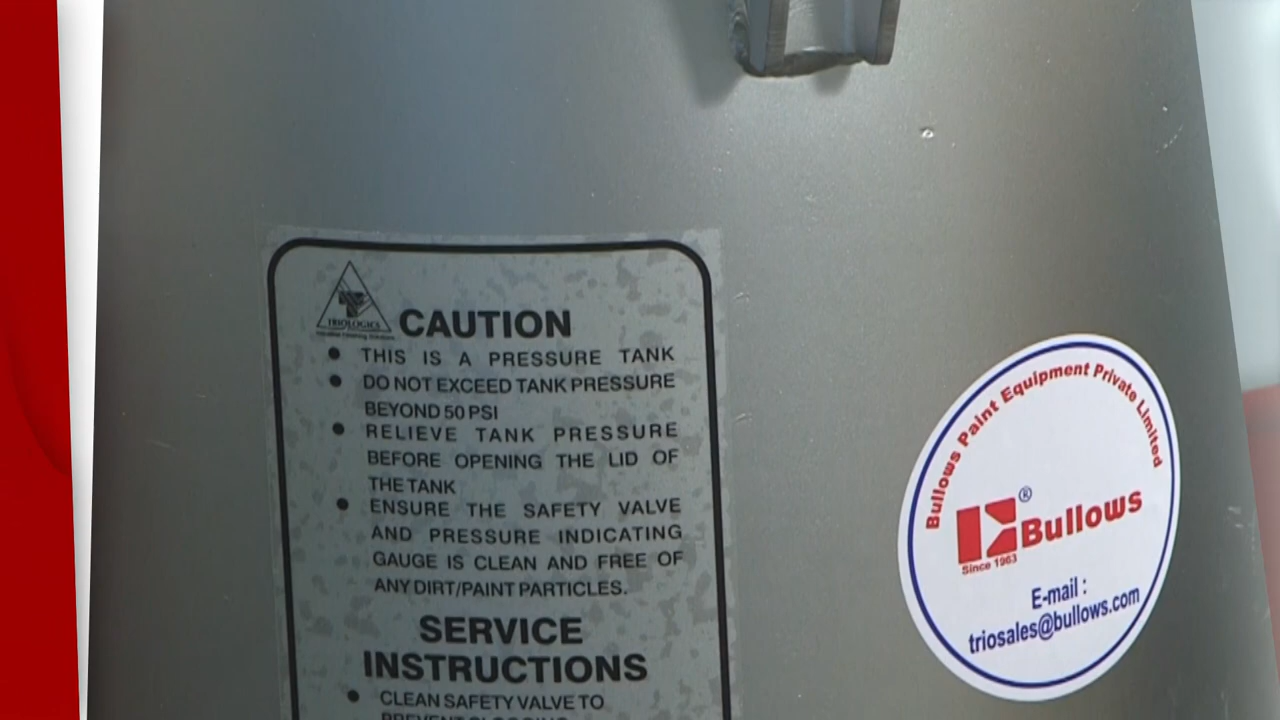 TRIOLOGICS
CAUTION
● THIS IS A PRESSURE TANK
● DO NOT EXCEED TANK PRESSURE
BEYOND 50 PSI
● RELIEVE TANK PRESSURE
BEFORE OPENING THE LID OF
THE TANK
● ENSURE THE SAFETY VALVE
AND PRESSURE INDICATING
GAUGE IS CLEAN AND FREE OF
ANY DIRT/PAINT PARTICLES.
SERVICE
INSTRUCTIONS
● CLEAN SAFETY VALVE TO
Bullows Paint Equipment Private Limited
Bullows®
Since 1963
E-mail :
triosales@bullows.com